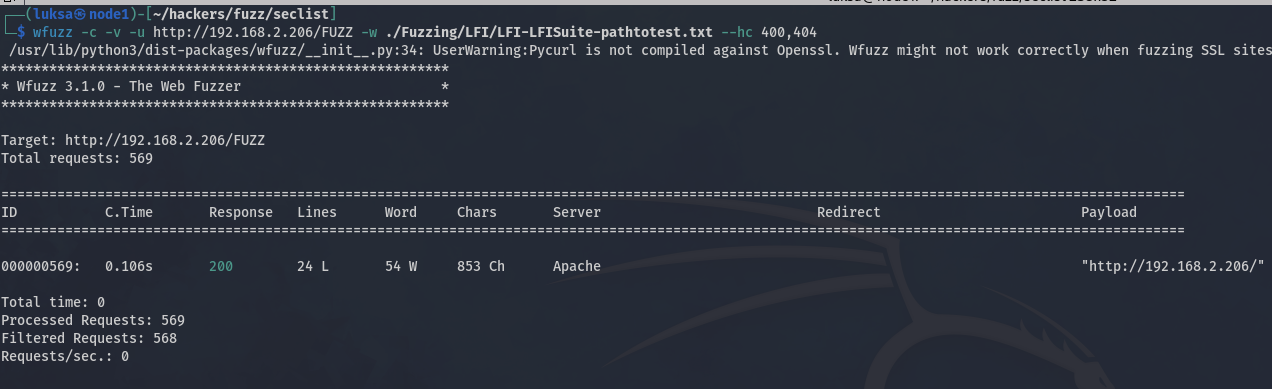 (luksa㉿node1)-[~/hackers/fuzz/seclist]
$ wfuzz -c -v -u http://192.168.2.206/FUZZ -w ./Fuzzing/LFI/LFI-LFISuite-pathtotest.txt --hc 400,404
/usr/lib/python3/dist-packages/wfuzz/__init__.py:34: UserWarning:Pycurl is not compiled against Openssl. Wfuzz might not work correctly when fuzzing SSL sites
********************************************************
* Wfuzz 3.1.0 - The Web Fuzzer                         *
********************************************************
Target: http://192.168.2.206/FUZZ
Total requests: 569
====================================================================================================================================================
ID           C.Time       Response   Lines      Word     Chars       Server                           Redirect                         Payload
====================================================================================================================================================
000000569:   0.106s       200        24 L       54 W     853 Ch      Apache                                                            "http://192.168.2.206/"
Total time: 0
Processed Requests: 569
Filtered Requests: 568
Requests/sec.: 0